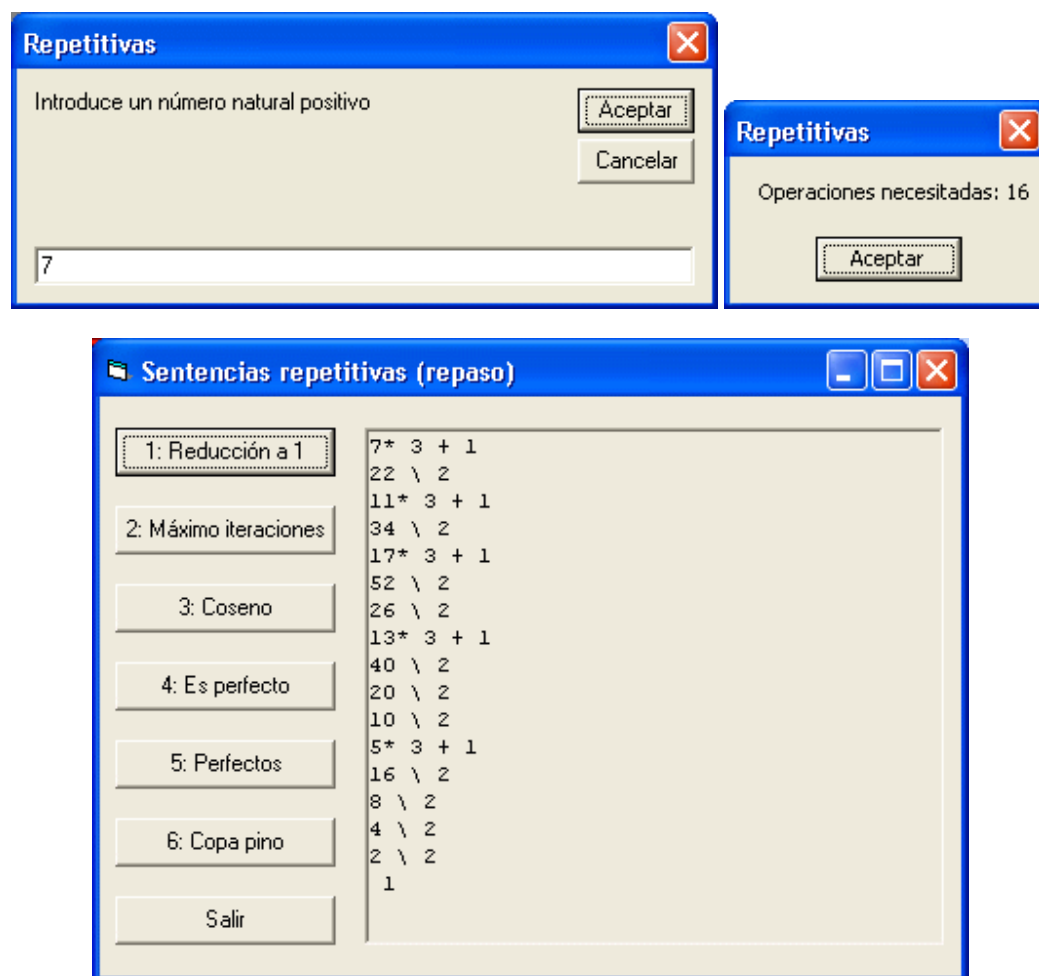 Repetitivas
Introduce un número natural positivo
Aceptar
Cancelar
7
Repetitivas
Operaciones necesitadas: 16
Aceptar
Sentencias repetitivas (repaso)
1: Reducción a 1
2: Máximo iteraciones
3: Coseno
4: Es perfecto
5: Perfectos
6: Copa pino
Salir
7* 3 + 1
22 \ 2
11* 3 + 1
34 \ 2
17* 3 + 1
52 \ 2
26 \ 2
13* 3 + 1
40 \ 2
20 \ 2
10 \ 2
5* 3 + 1
16 \ 2
8 \ 2
4 \ 2
2 \ 2
1